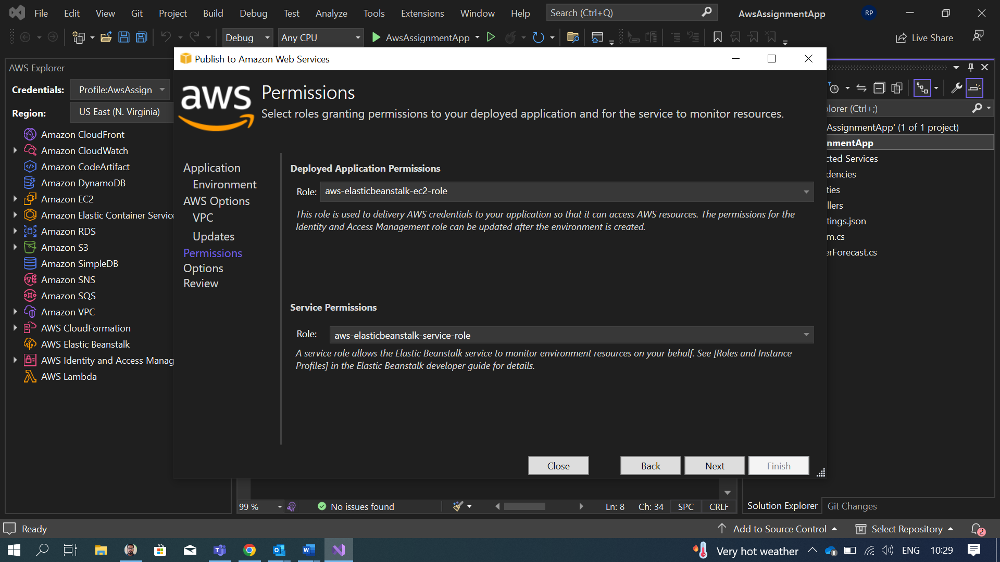 File Edit View Git Project Build Debug Test Analyze Tools Extensions Window Help Search (Ctrl+Q) AwsAssignmentApp RP
Debug Any CPU AwsAssignmentApp Live Share
AWS Explorer
Credentials: Profile:AwsAssign
Region: US East (N. Virginia)
Amazon CloudFront
Amazon CloudWatch
Amazon CodeArtifact
Amazon DynamoDB
Amazon EC2
Amazon Elastic Container Service
Amazon RDS
Amazon S3
Amazon SimpleDB
Amazon SNS
Amazon SQS
Amazon VPC
AWS CloudFormation
AWS Elastic Beanstalk
AWS Identity and Access Manag
AWS Lambda
Publish to Amazon Web Services
aws
Permissions
Select roles granting permissions to your deployed application and for the service to monitor resources.
Application
Environment
AWS Options
VPC
Updates
Permissions
Options
Review
Deployed Application Permissions
Role: aws-elasticbeanstalk-ec2-role
This role is used to delivery AWS credentials to your application so that it can access AWS resources. The permissions for the
Identity and Access Management role can be updated after the environment is created.
Service Permissions
Role: aws-elasticbeanstalk-service-role
A service role allows the Elastic Beanstalk service to monitor environment resources on your behalf. See [Roles and Instance
Profiles] in the Elastic Beanstalk developer guide for details.
Close Back Next Finish
plorer (Ctrl+;)
AssignmentApp' (1 of 1 project)
nmentApp
cted Services
dencies
ties
llers
tings.json
m.cs
erForecast.cs
99 % No issues found Ln: 8 Ch: 34 SPC CRLF
Solution Explorer Git Changes
Ready Add to Source Control Select Repository 2
Very hot weather ENG 10:29